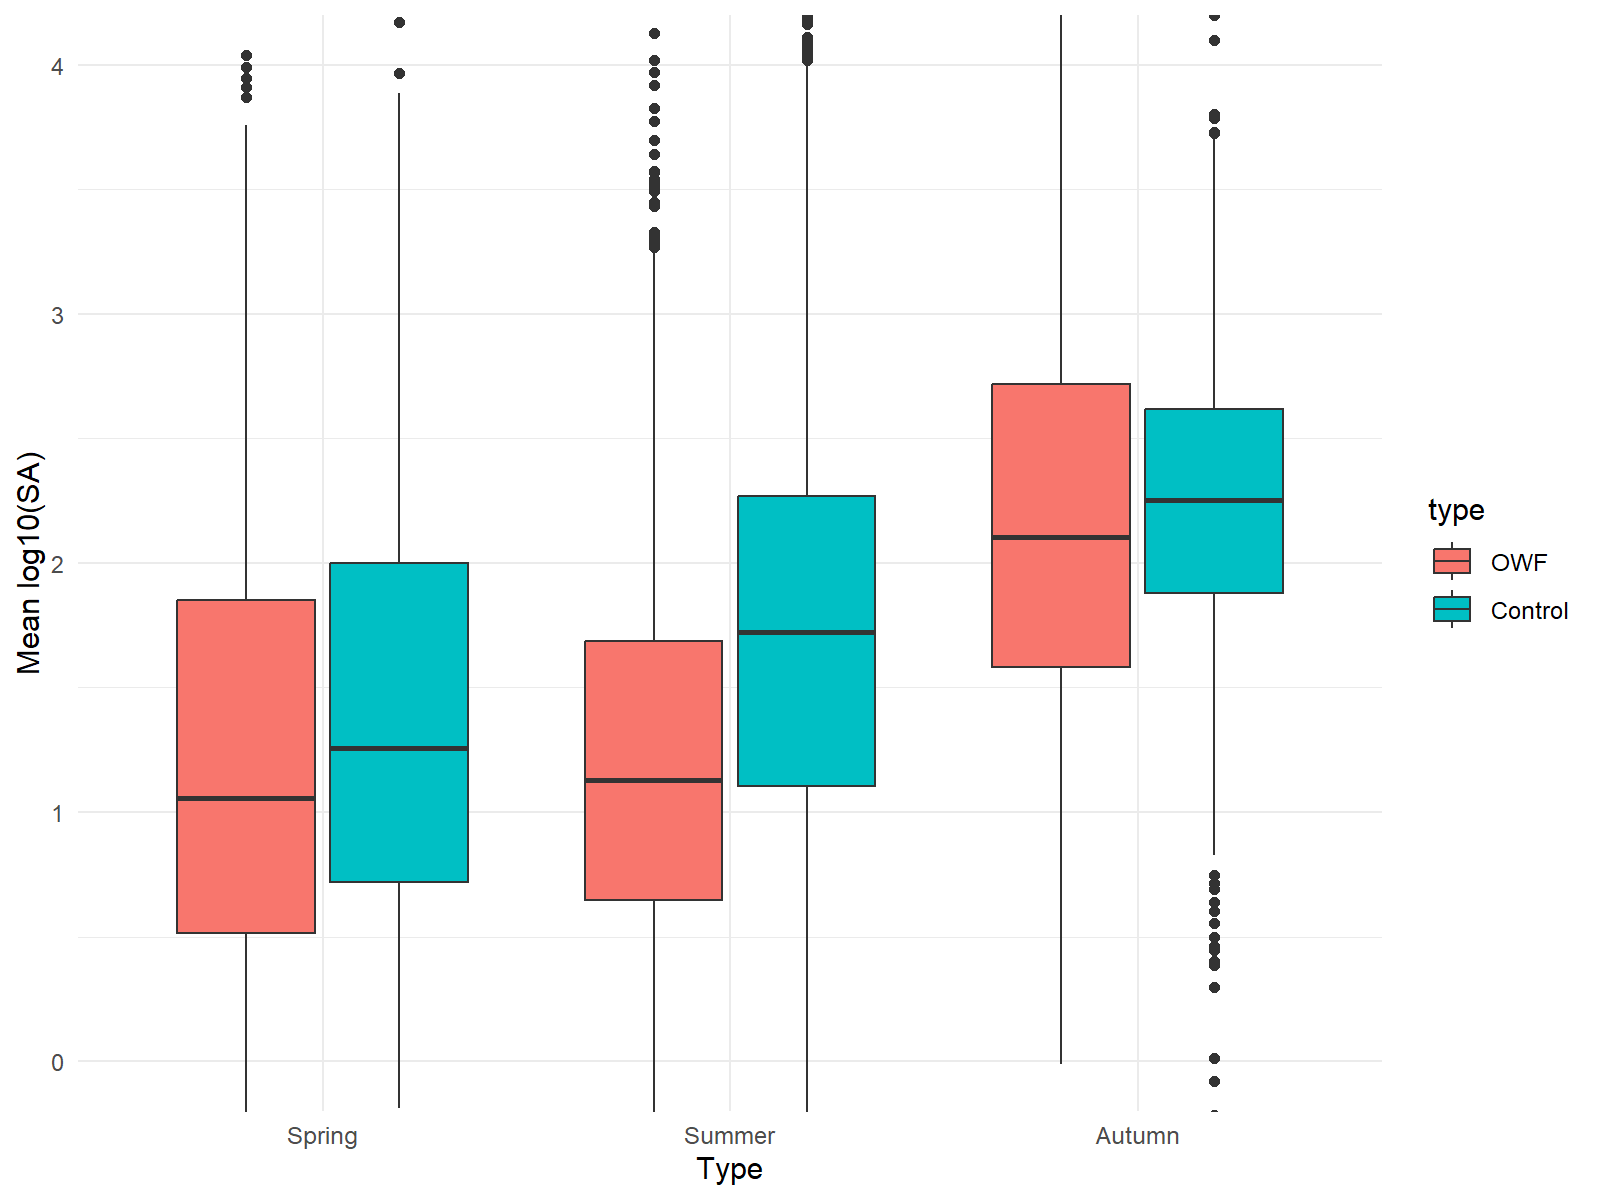 Mean log10(SA)
4
3
2
1
0
Spring
Summer
Autumn
Type
type
OWF
Control